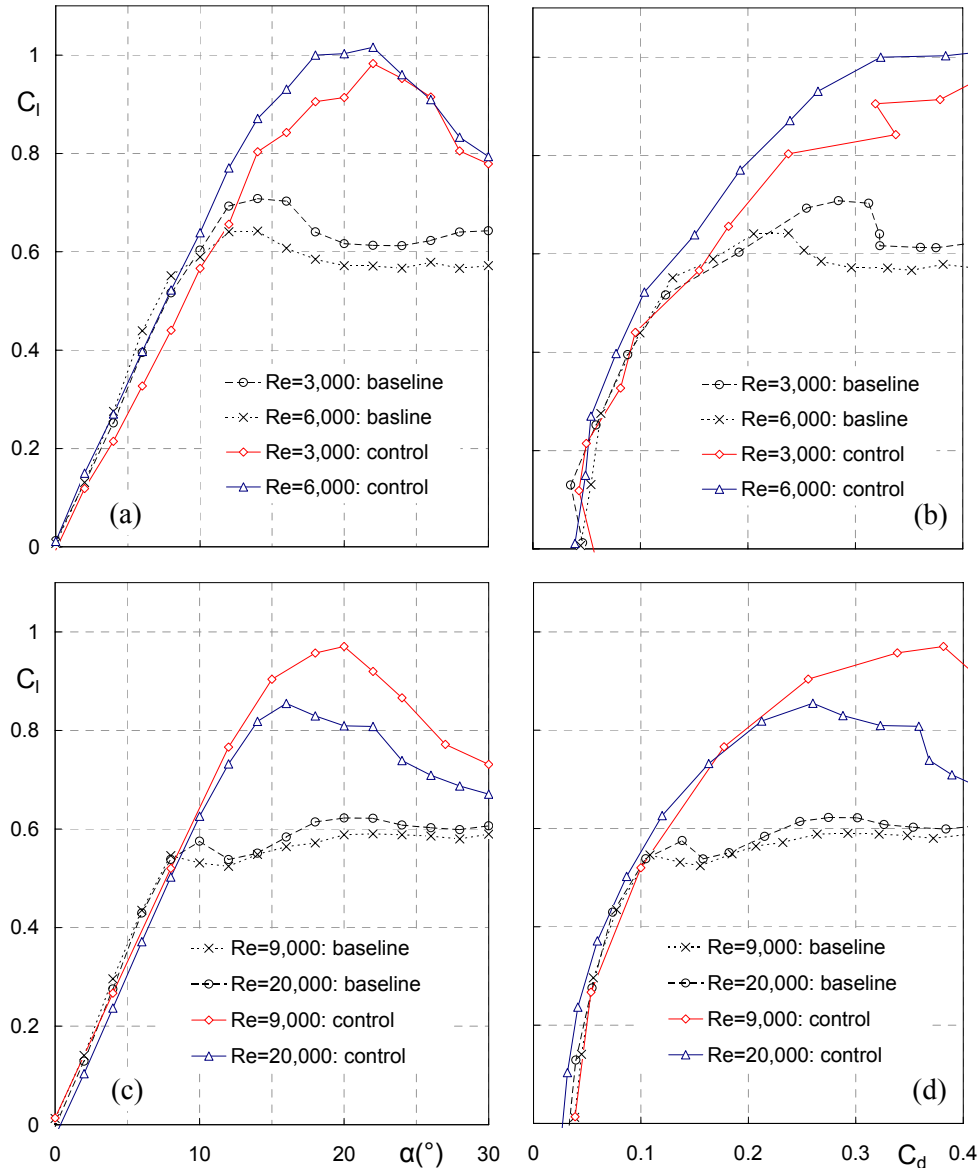 1
C_l
0.8
0.6
0.4
0.2
0
Re=3,000: baseline
Re=6,000: basline
Re=3,000: control
Re=6,000: control
(a)
Re=3,000: baseline
Re=6,000: basline
Re=3,000: control
Re=6,000: control
(b)
1
C_l
0.8
0.6
0.4
0.2
0
Re=9,000: baseline
Re=20,000: baseline
Re=9,000: control
Re=20,000: control
(c)
0 10 20 α(°) 30
Re=9,000: baseline
Re=20,000: baseline
Re=9,000: control
Re=20,000: control
(d)
0 0.1 0.2 0.3 C_d 0.4